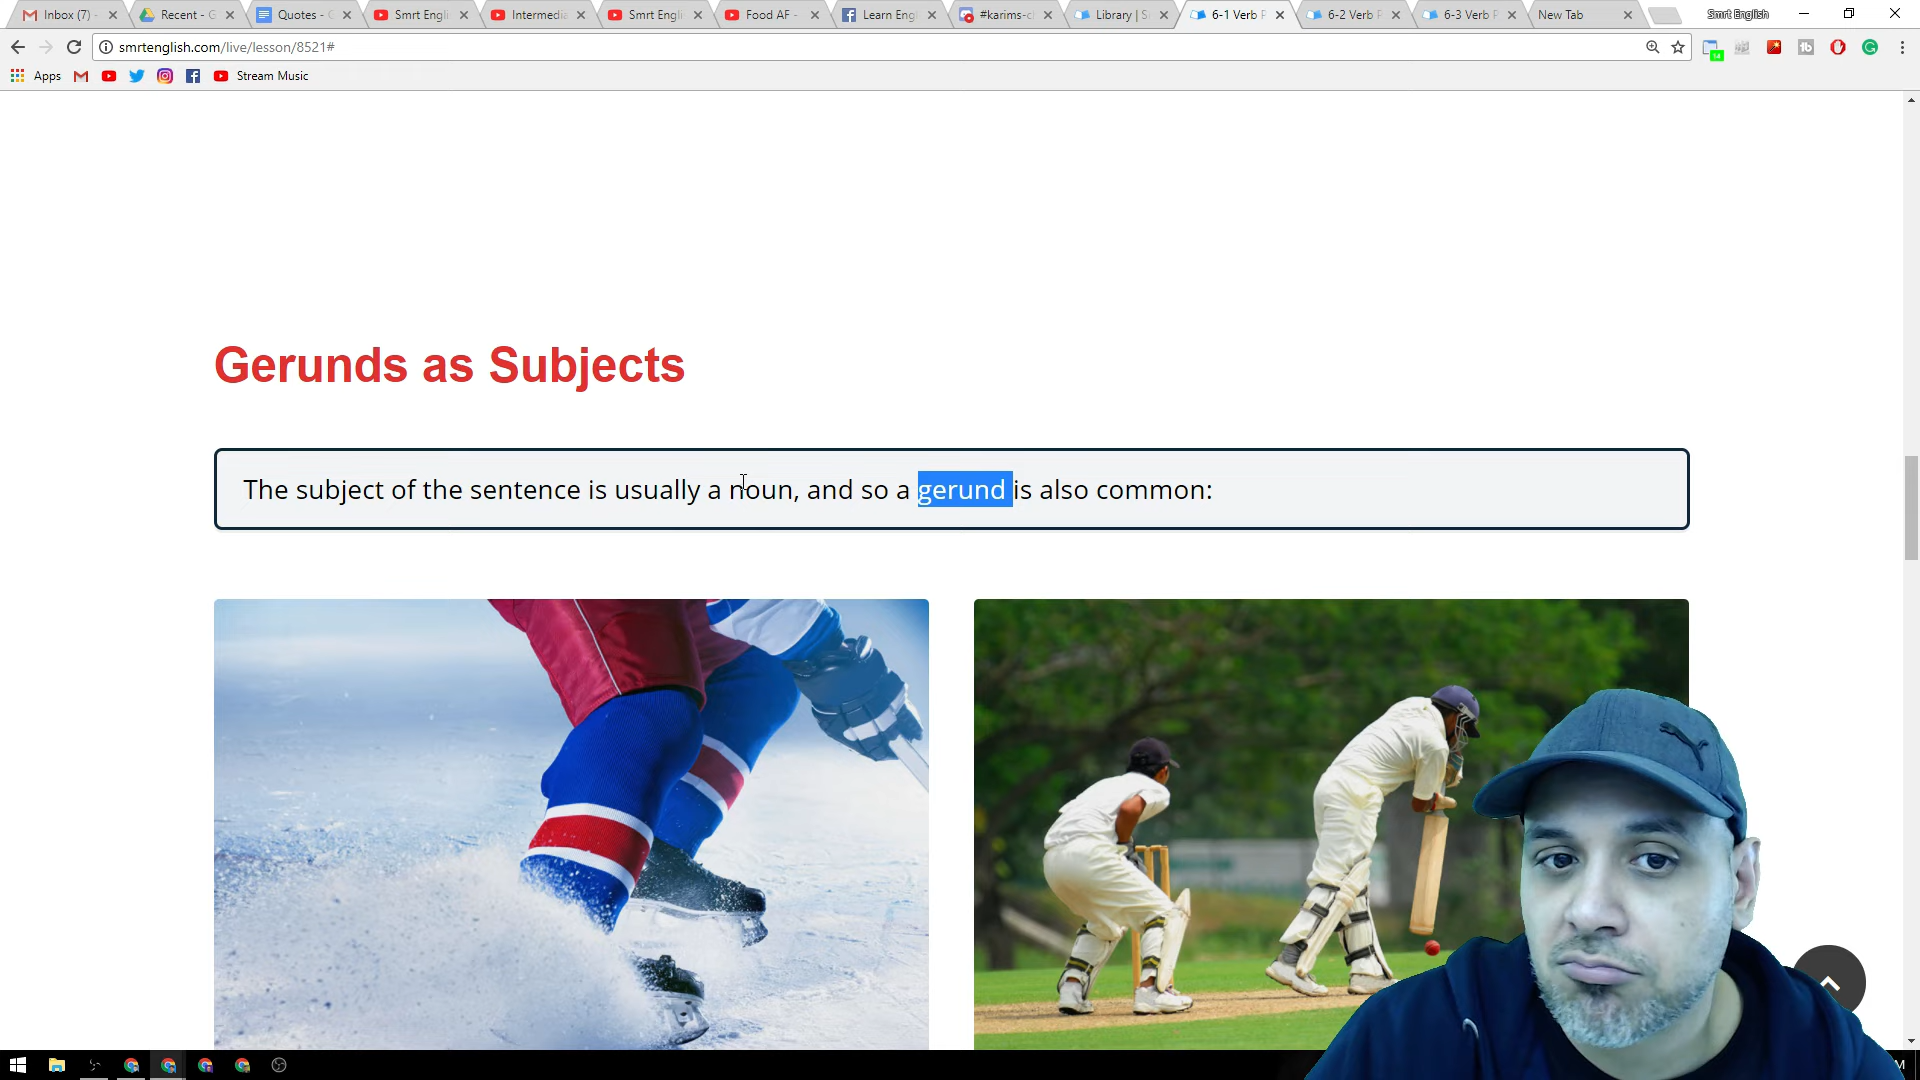 Inbox (7) -
Recent - G
Quotes - G
Smrt Engli
Intermedia
Smrt Engli
Food AF -
Learn Eng
#karims-cl
Library | S
6-1 Verb P
6-2 Verb P
6-3 Verb P
New Tab
Smrt English
smrtenglish.com/live/lesson/8521#
Apps
Stream Music
Gerunds as Subjects
The subject of the sentence is usually a noun, and so a gerund is also common: